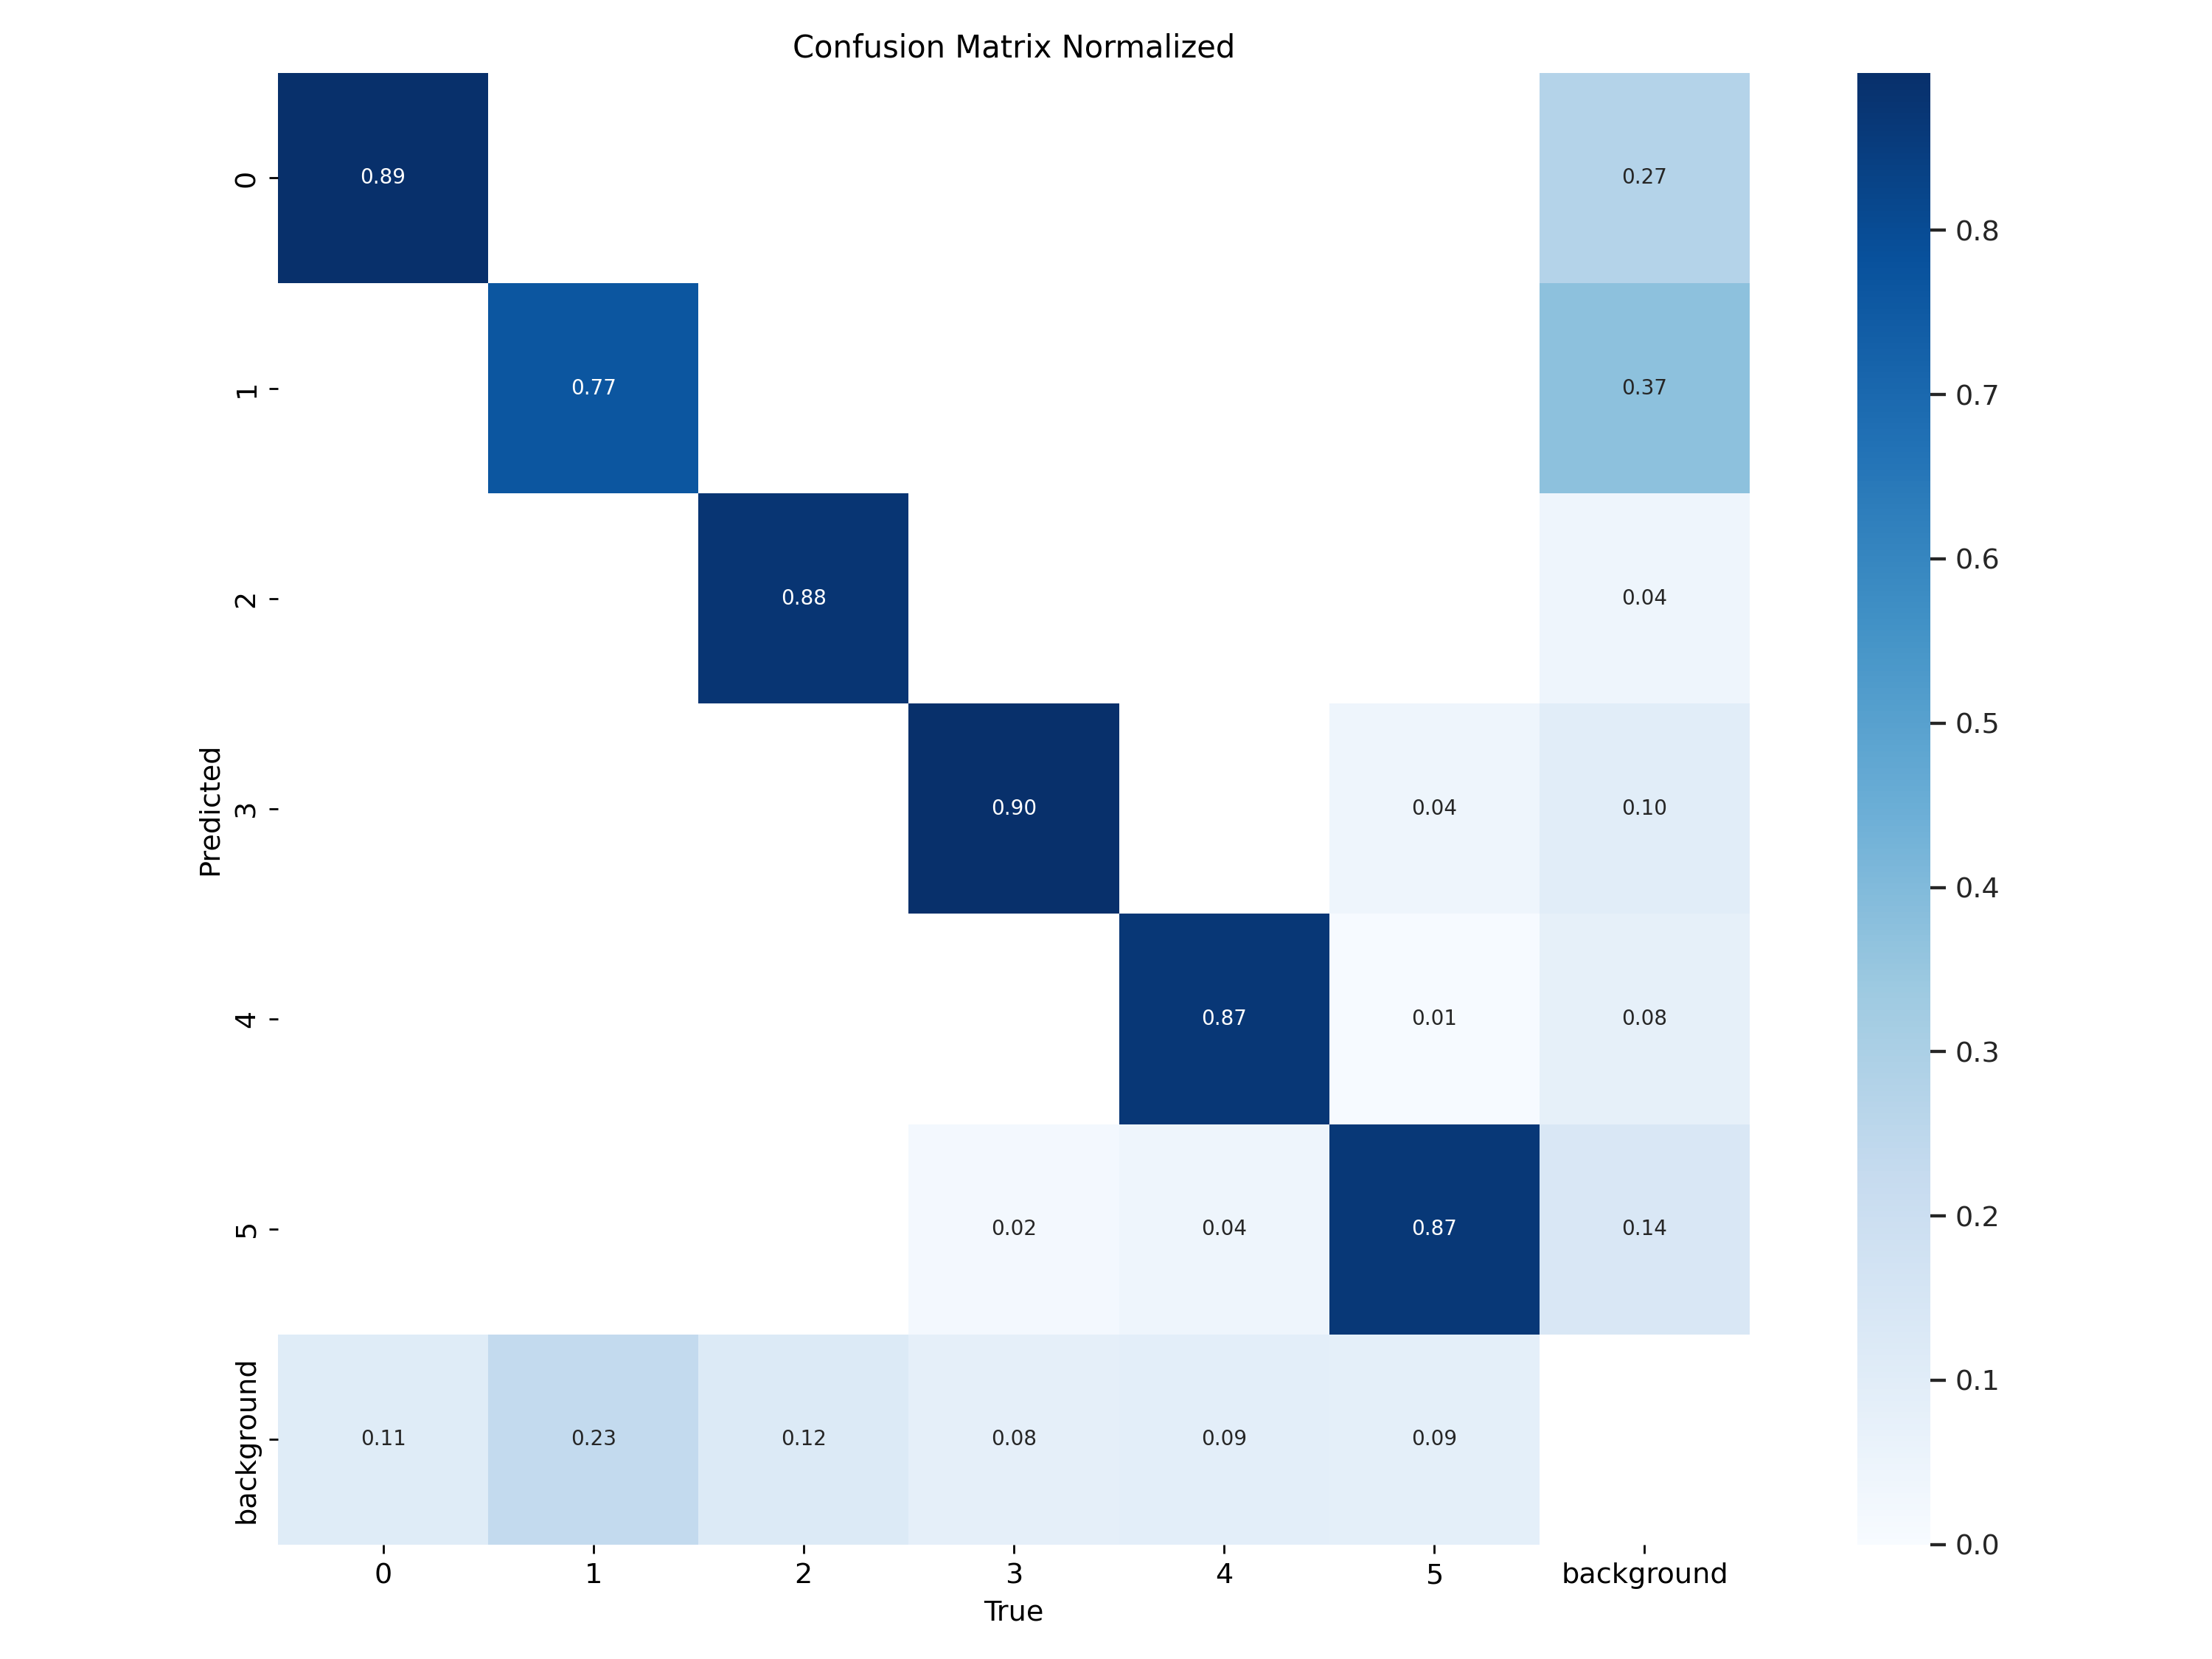 Confusion Matrix Normalized
0 0.89 0.27
1 0.77 0.37
2 0.88 0.04
3 0.90 0.04 0.10
4 0.87 0.01 0.08
5 0.02 0.04 0.87 0.14
background 0.11 0.23 0.12 0.08 0.09 0.09
0 1 2 3 4 5 background
True
Predicted
0.8
0.7
0.6
0.5
0.4
0.3
0.2
0.1
0.0